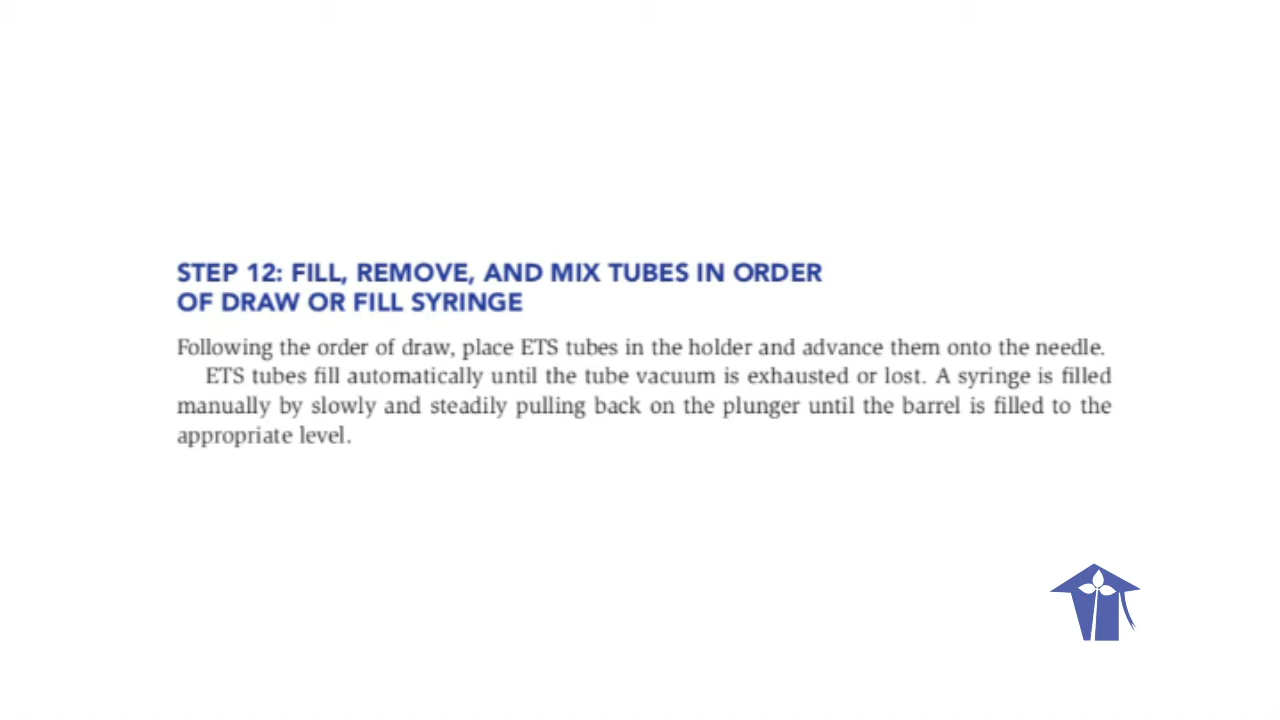 STEP 12: FILL, REMOVE, AND MIX TUBES IN ORDER
OF DRAW OR FILL SYRINGE
Following the order of draw, place ETS tubes in the holder and advance them onto the needle.
ETS tubes fill automatically until the tube vacuum is exhausted or lost. A syringe is filled
manually by slowly and steadily pulling back on the plunger until the barrel is filled to the
appropriate level.